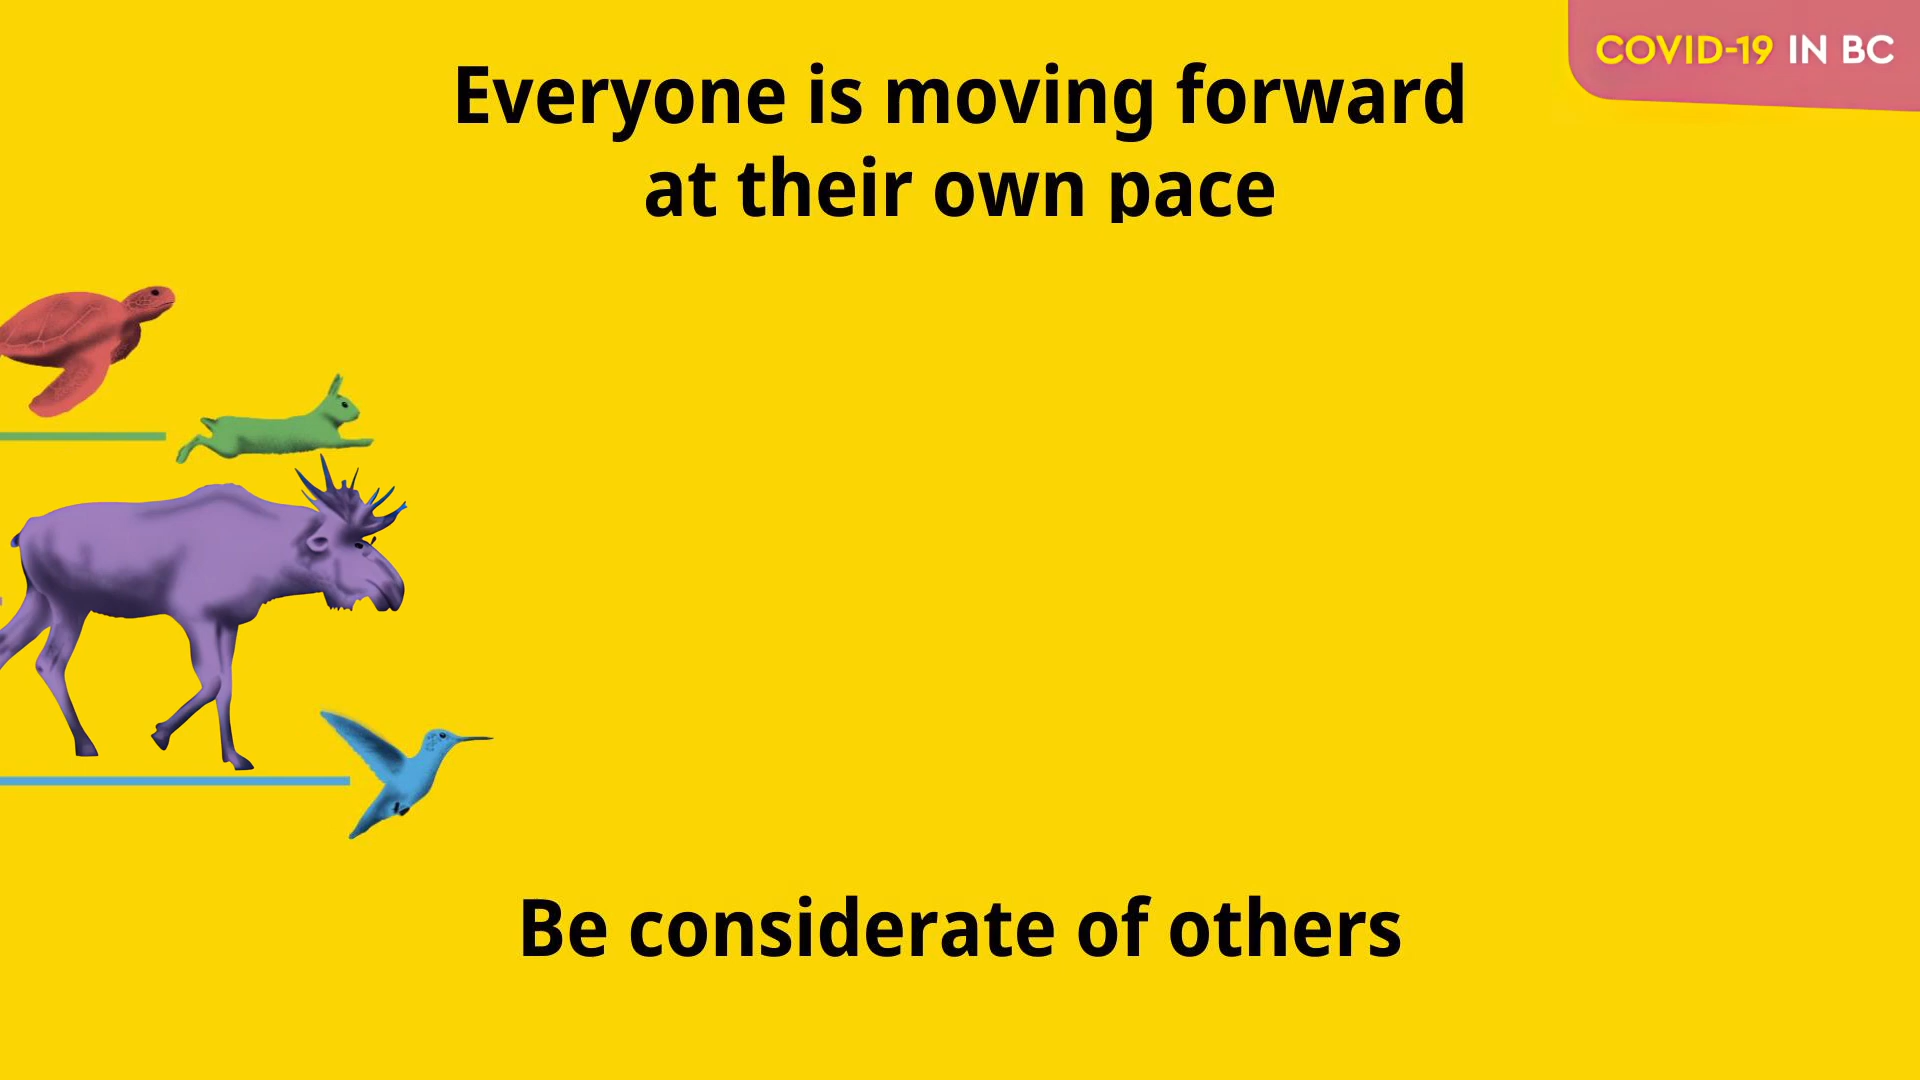 COVID-19 IN BC
Everyone is moving forward
at their own pace
Be considerate of others